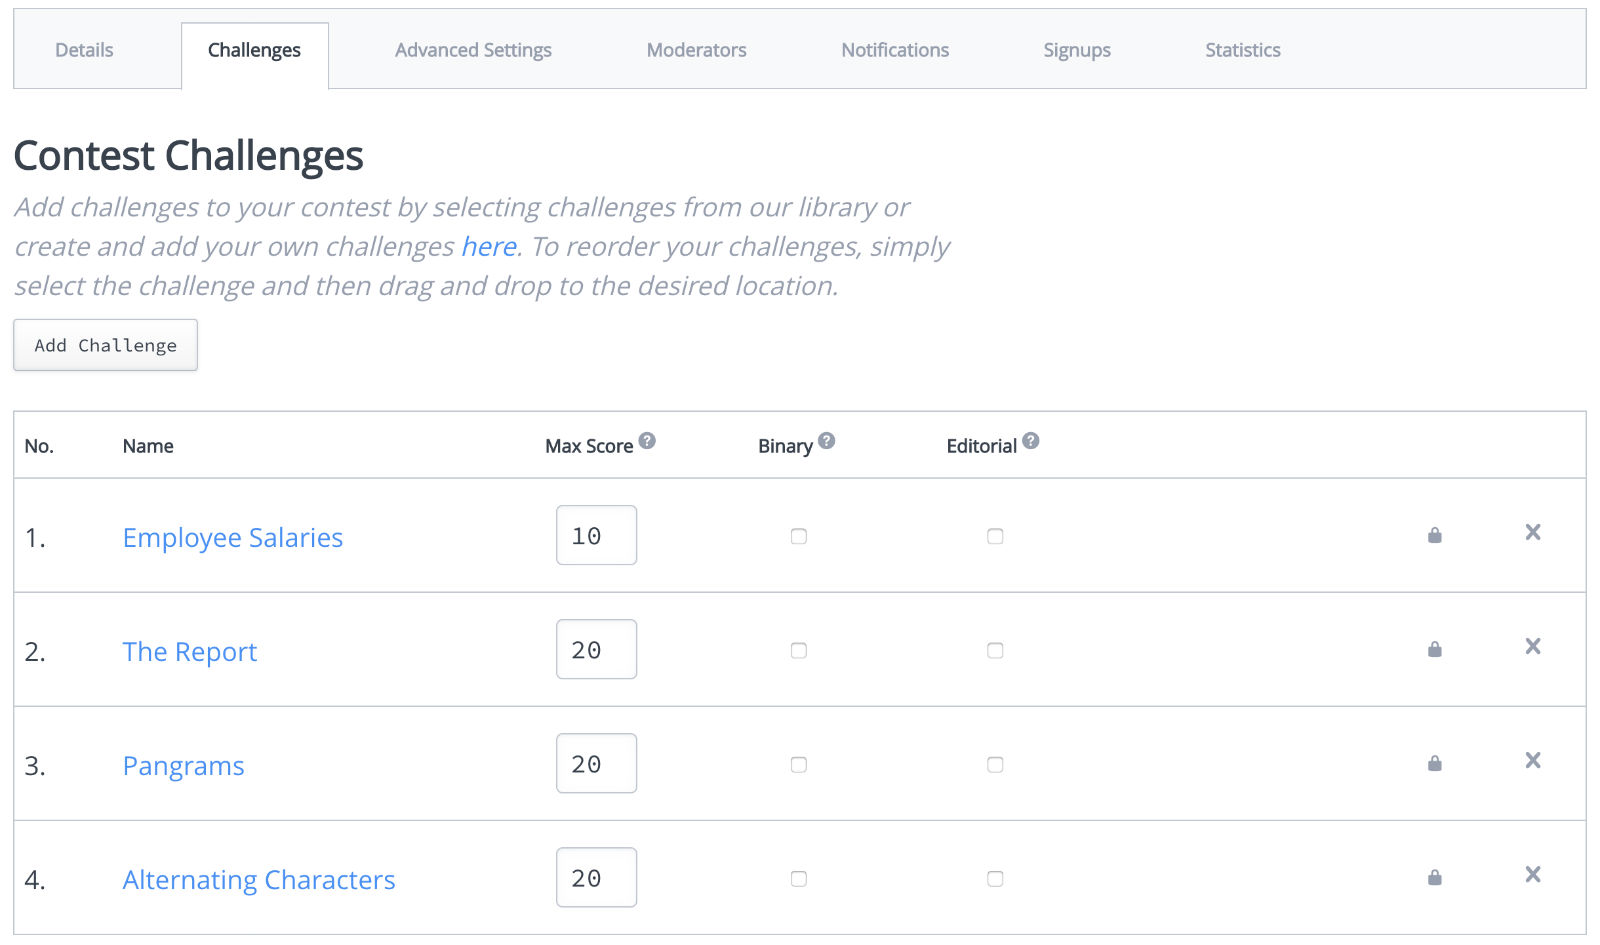 Details Challenges Advanced Settings Moderators Notifications Signups Statistics
Contest Challenges
Add challenges to your contest by selecting challenges from our library or
create and add your own challenges here. To reorder your challenges, simply
select the challenge and then drag and drop to the desired location.
Add Challenge
No. Name Max Score ? Binary ? Editorial ?
1. Employee Salaries 10
2. The Report 20
3. Pangrams 20
4. Alternating Characters 20